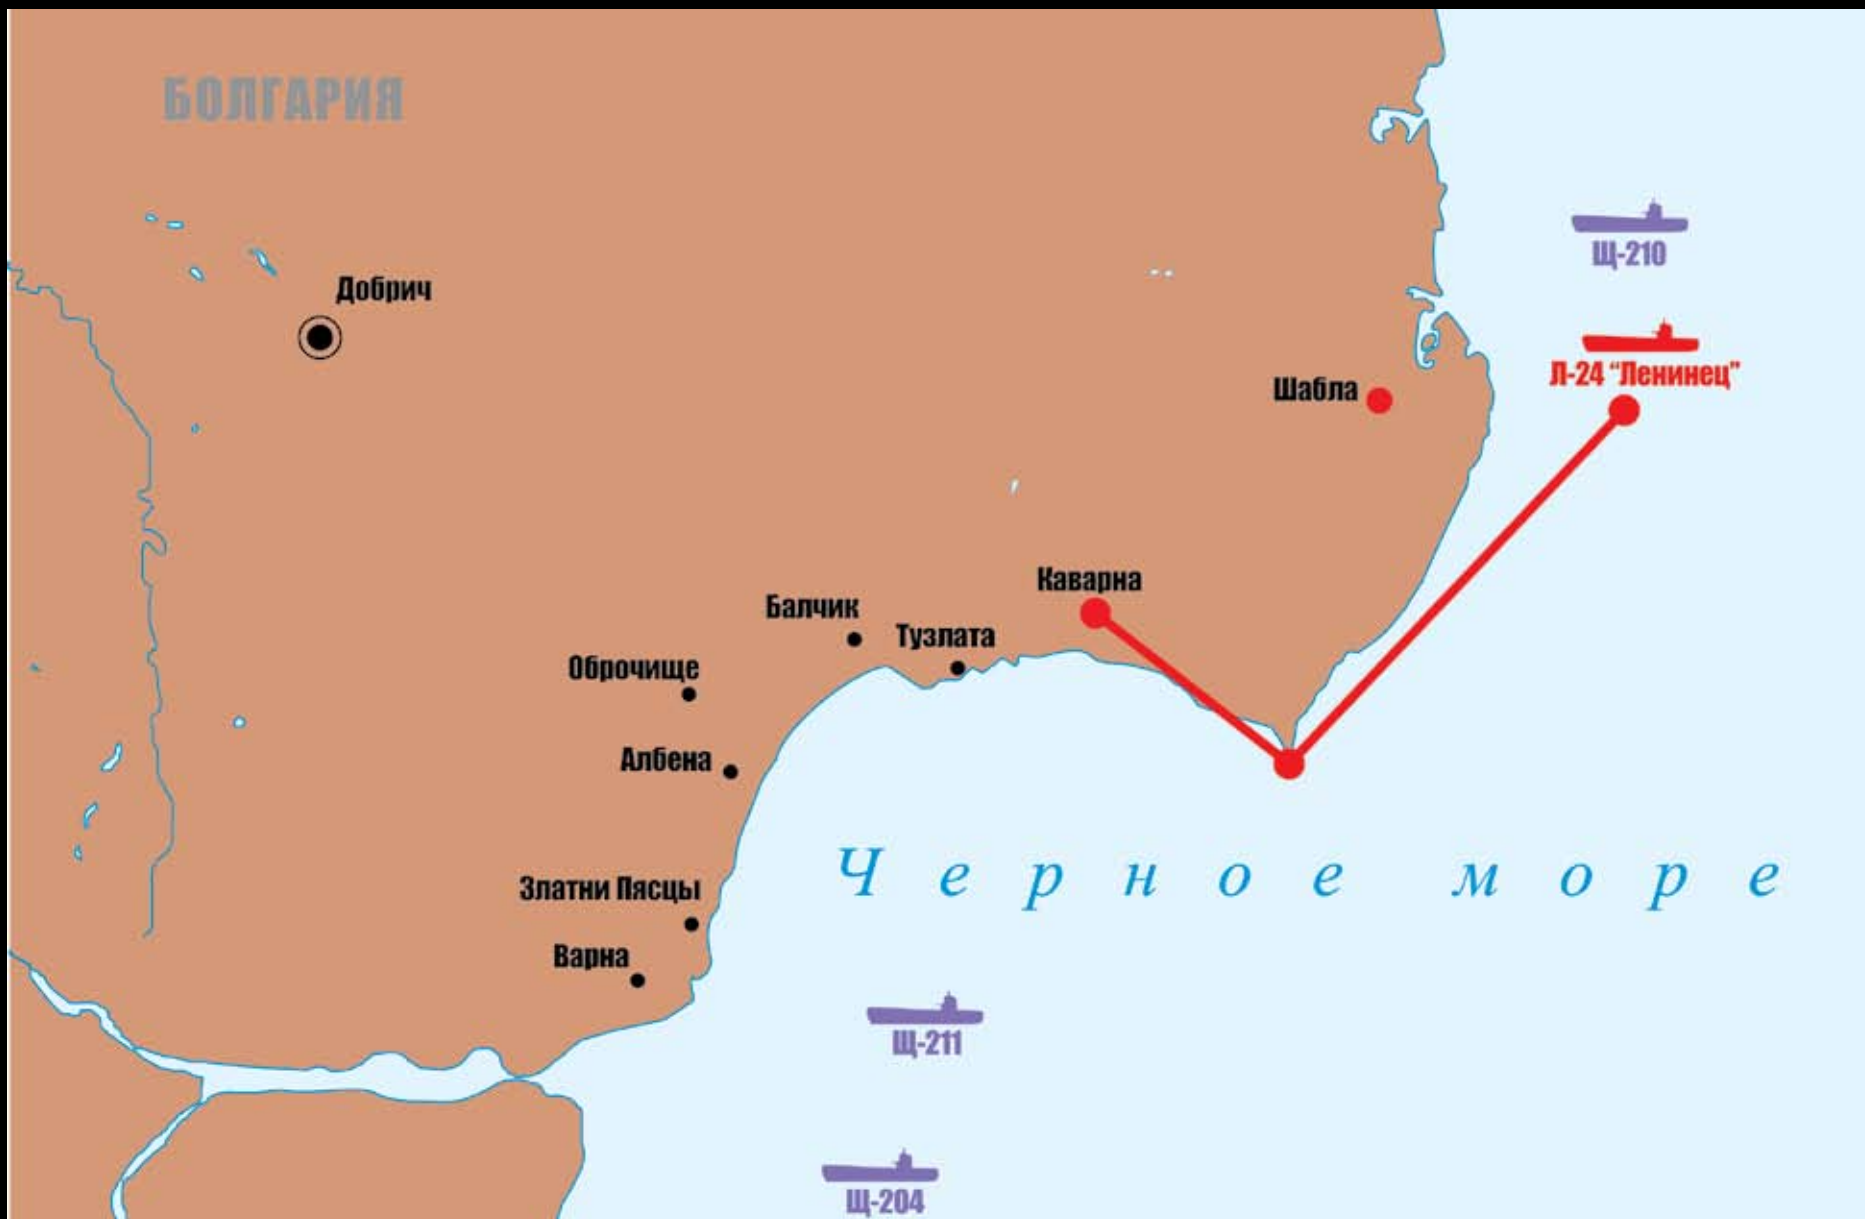 БОЛГАРИЯ
Щ-210
Добрич
Л-24 “Ленинец”
Шабла
Каварна
Балчик
Тузлата
Оброчище
Албена
Черное море
Златни Пясцы
Варна
Щ-211
Щ-204